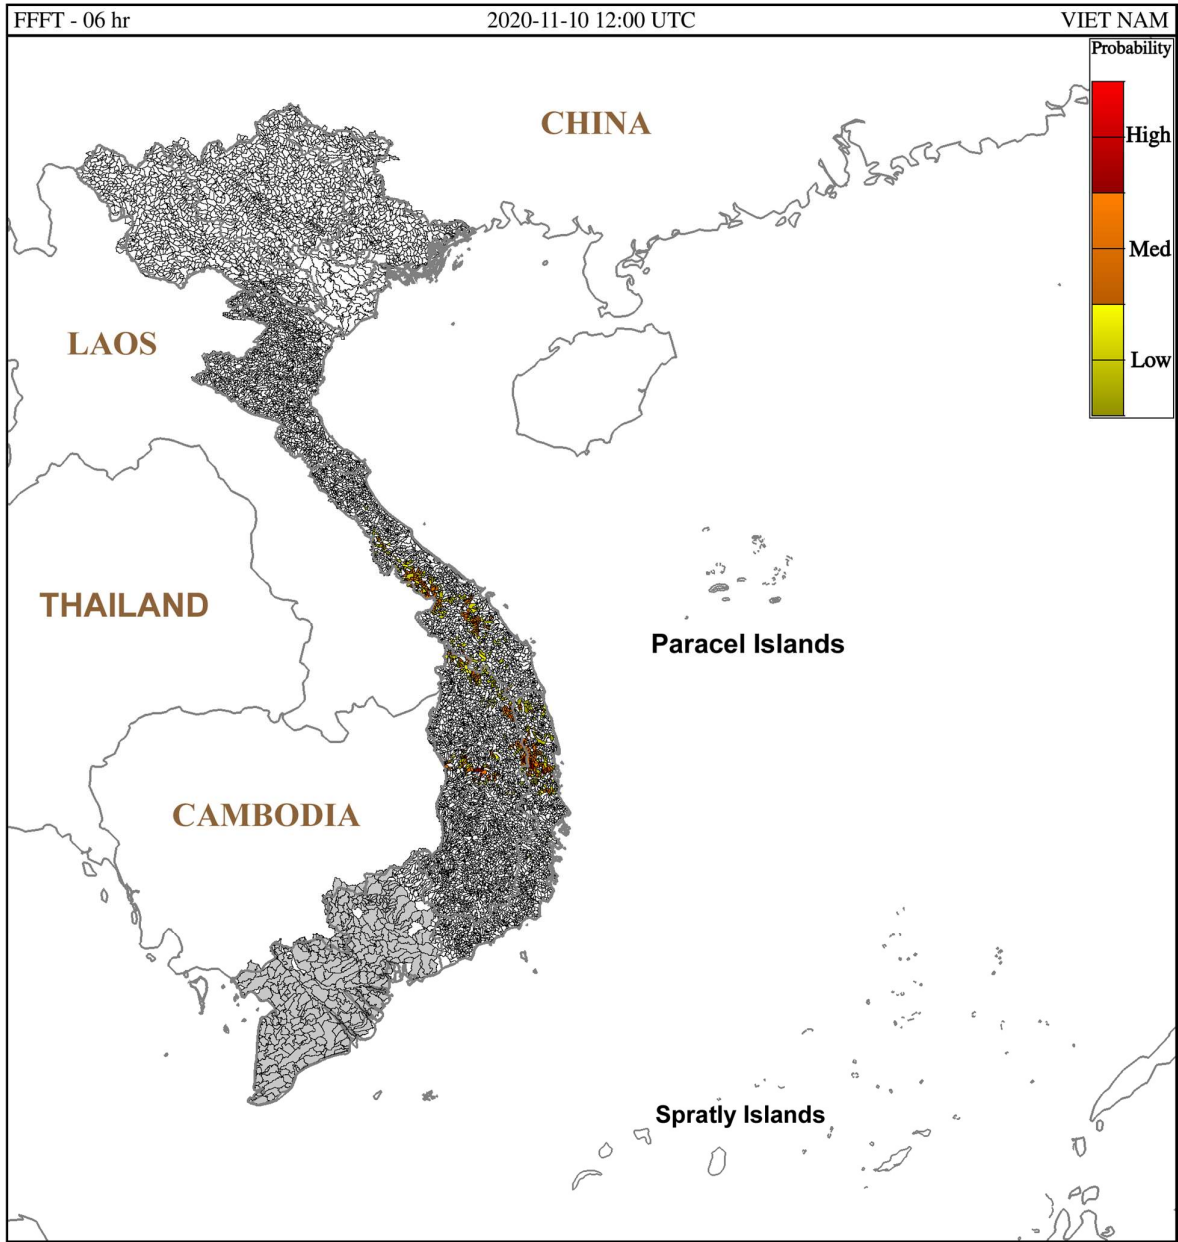 FFFT - 06 hr 2020-11-10 12:00 UTC VIET NAM
Probability
CHINA
High
Med
LAOS
Low
THAILAND
Paracel Islands
CAMBODIA
Spratly Islands